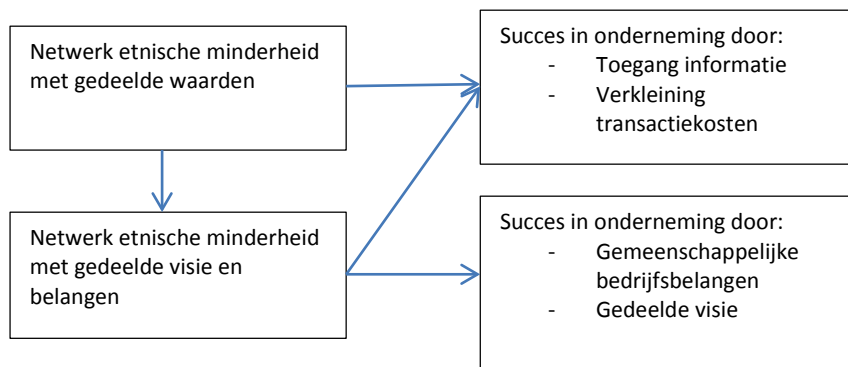 Netwerk etnische minderheid
met gedeelde waarden
Succes in onderneming door:
- Toegang informatie
- Verkleining
transactiekosten
Netwerk etnische minderheid
met gedeelde visie en
belangen
Succes in onderneming door:
- Gemeenschappelijke
bedrijfsbelangen
- Gedeelde visie